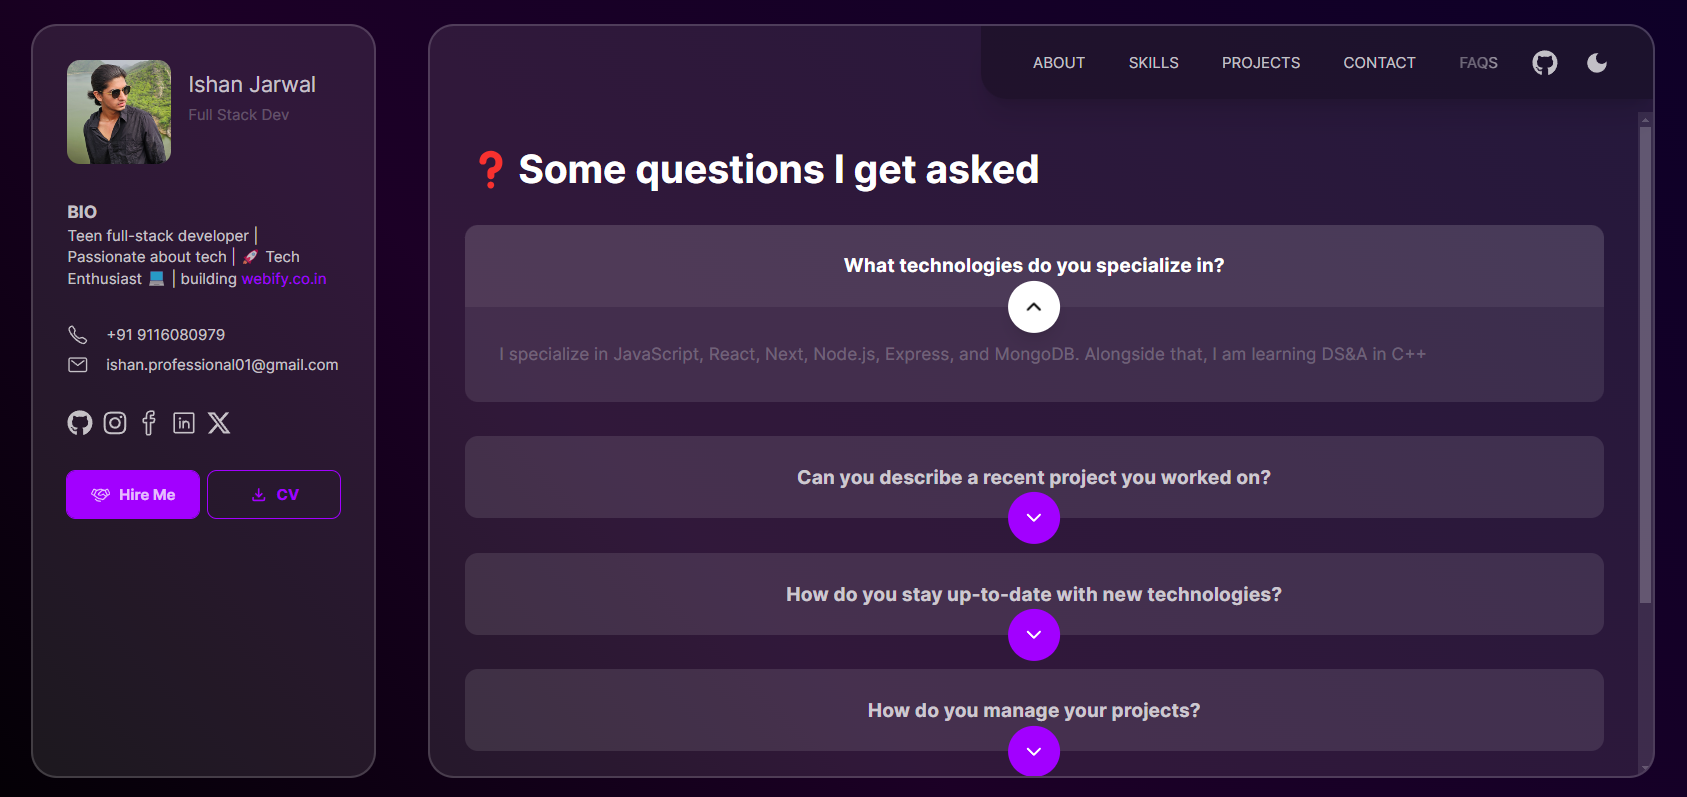 Ishan Jarwal
Full Stack Dev
BIO
Teen full-stack developer |
Passionate about tech | 🚀 Tech
Enthusiast 💻 | building webify.co.in
+91 9116080979
ishan.professional01@gmail.com
Hire Me
CV
ABOUT SKILLS PROJECTS CONTACT FAQS
❓ Some questions I get asked
What technologies do you specialize in?
I specialize in JavaScript, React, Next, Node.js, Express, and MongoDB. Alongside that, I am learning DS&A in C++
Can you describe a recent project you worked on?
How do you stay up-to-date with new technologies?
How do you manage your projects?